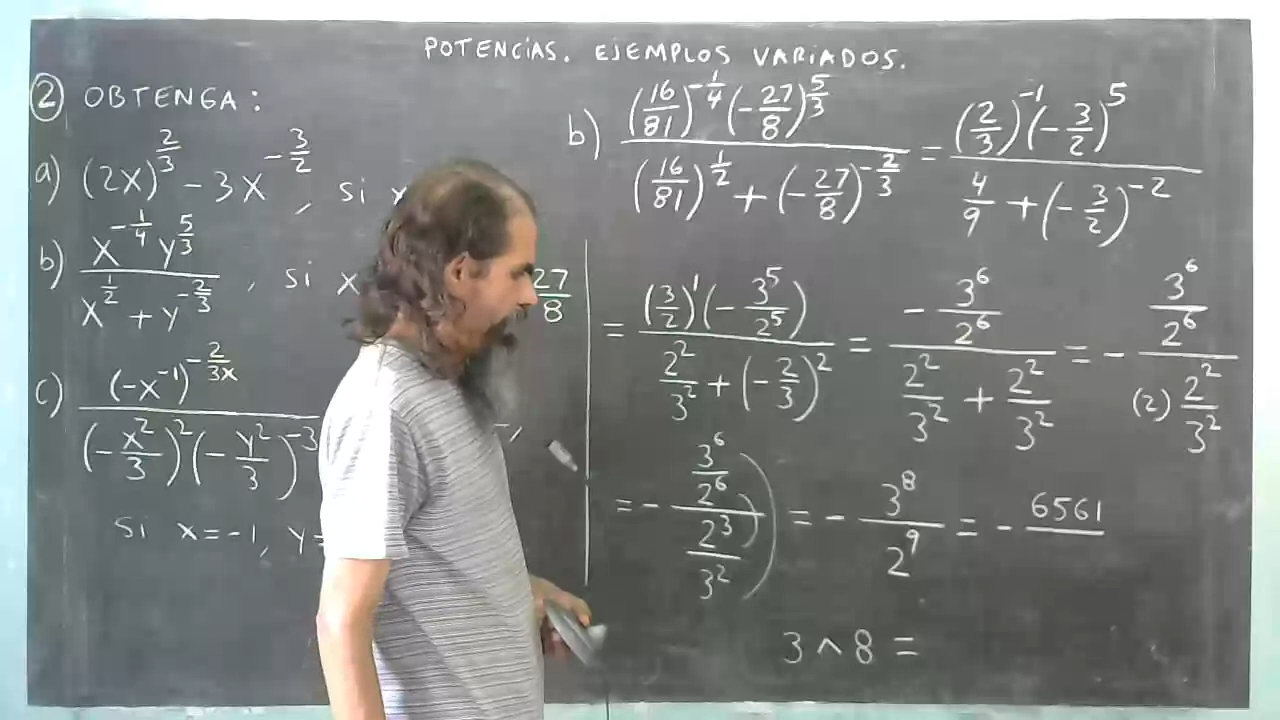 POTENCIAS. EJEMPLOS VARIADOS.
② OBTENGA:
a) (2x)^(2/3) - 3x^(-3/2), si x
b) (x^(-1/4) y^(5/3)) / (x^(1/2) + y^(-2/3)), si x 27/8
c) (-x^(-1))^(-2/(3x)) / ((-x²/3)² (-y²/3)^(-3)) ,
si x=-1, y=
b) ((16/81)^(-1/4) (-27/8)^(5/3)) / ((16/81)^(1/2) + (-27/8)^(-2/3)) = ((2/3)^(-1) (-3/2)^5) / (4/9 + (-3/2)^(-2))
= ((3/2)^1 (-3^5/2^5)) / (2²/3² + (-2/3)²) = (-3^6/2^6) / (2²/3² + 2²/3²) = - (3^6/2^6) / ((2) 2²/3²)
= - (3^6/2^6) / (2³/3²) = - 3^8/2^9 = - 6561/
3 ^ 8 =